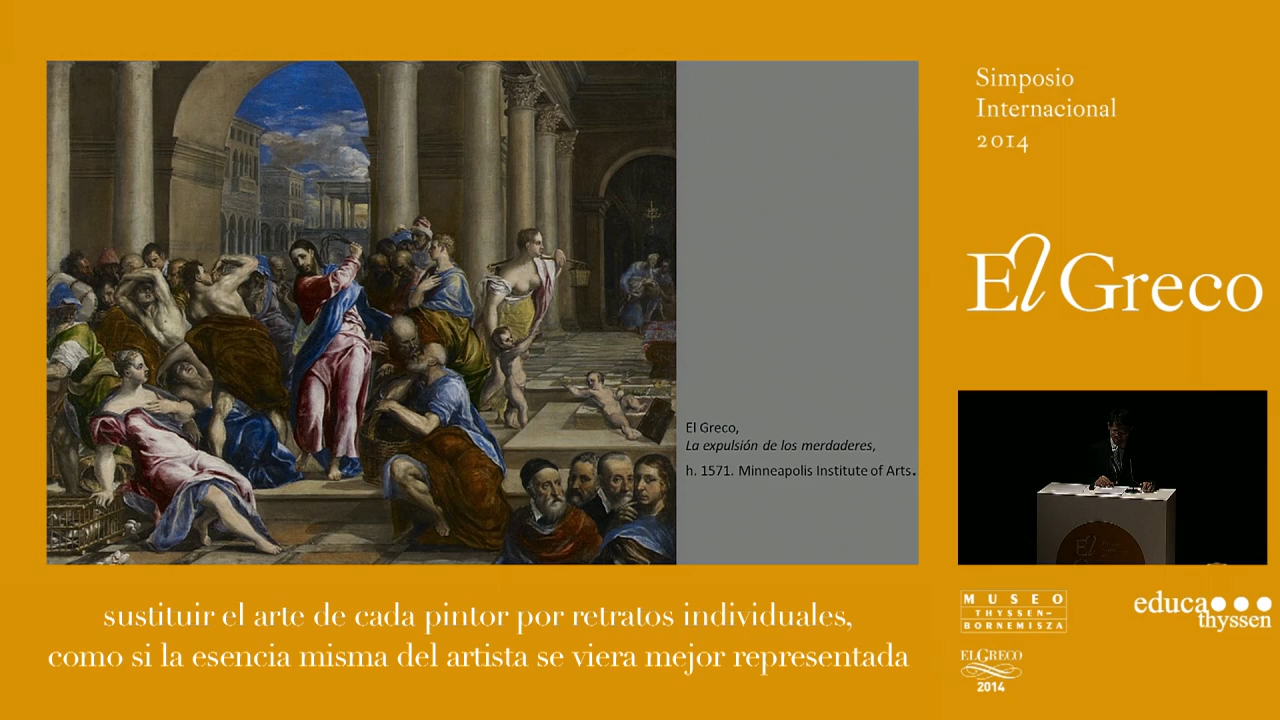 Simposio
Internacional
2014
El Greco
El Greco,
La expulsión de los merdaderes,
h. 1571. Minneapolis Institute of Arts.
sustituir el arte de cada pintor por retratos individuales,
como si la esencia misma del artista se viera mejor representada
MUSEO
THYSSEN-
BORNEMISZA
educa
thyssen
EL GRECO
2014